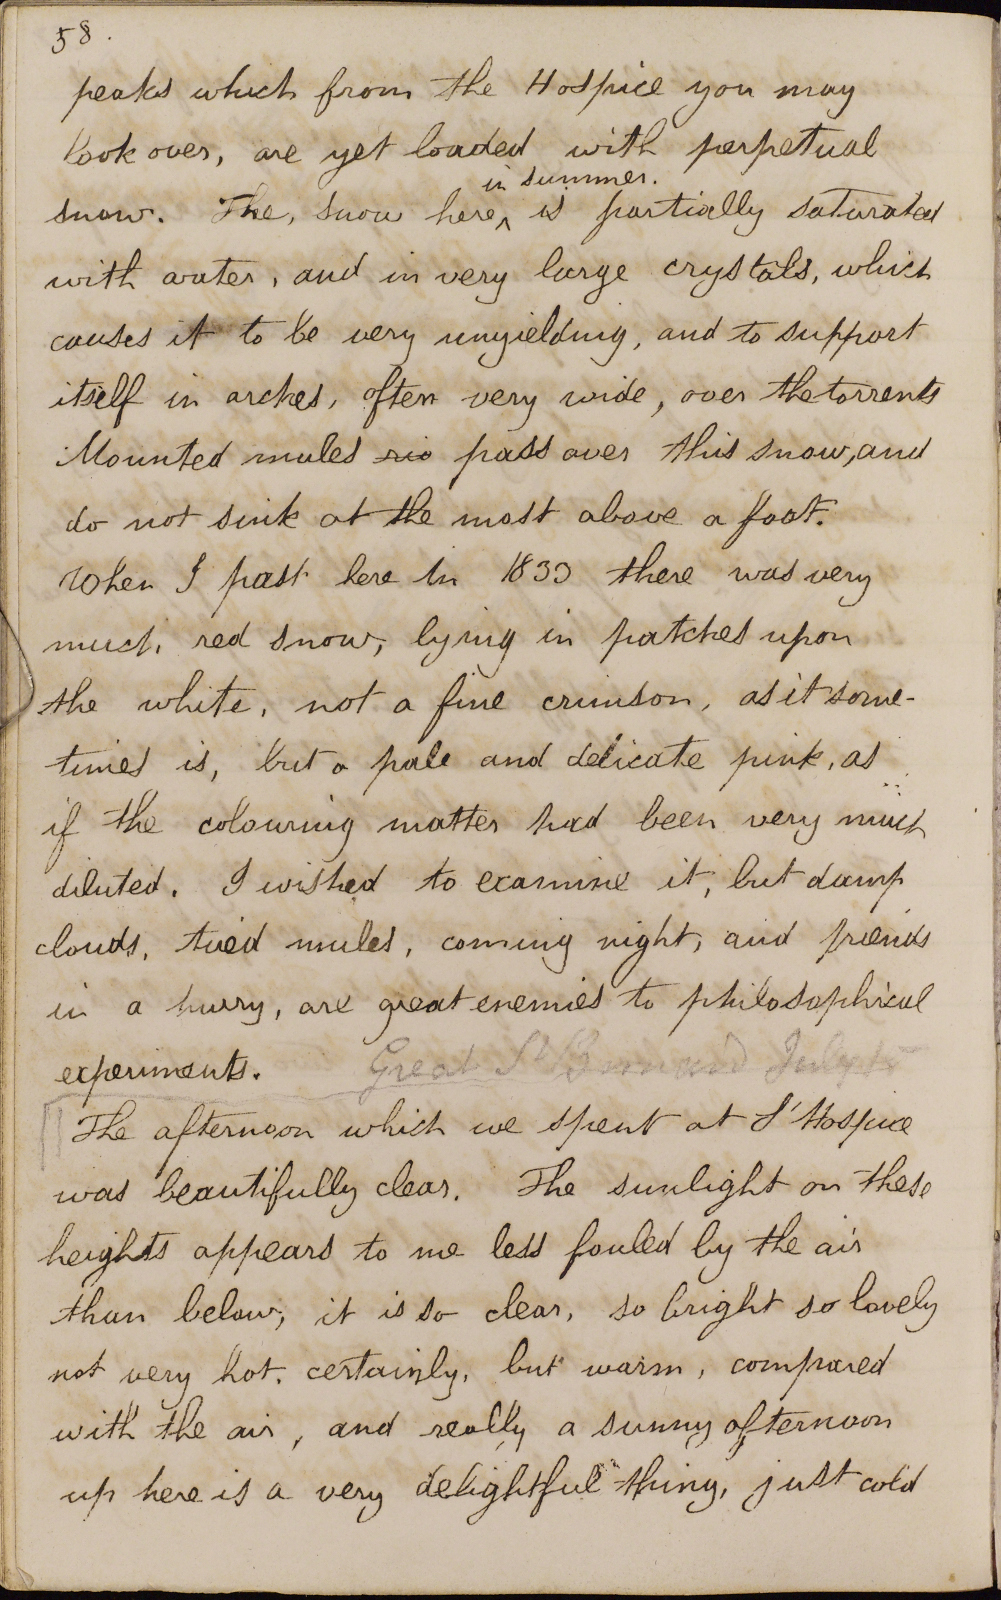 58.
peaks which from the Hospice you may
look over, are yet loaded with perpetual
in summer.
snow. The, snow here, ^ is partially saturated
with water, and in very large crystals, which
causes it to be very unyielding, and to support
itself in arches, often very wide, over the torrents
Mounted mules rio pass over this snow, and
do not sink at the most above a foot.
When I past here in 1833 there was very
much red snow, lying in patches upon
the white, not a fine crimson, as it some-
times is, but a pale and delicate pink, as
if the colouring matter had been very much
diluted. I wished to examine it, but damp
clouds, tired mules, coming night, and friends
in a hurry, are great enemies to philosophical
experiments. Great St Bernard July
The afternoon which we spent at L'Hospice
was beautifully clear. The sunlight on these
heights appears to me less fouled by the air
than below, it is so clear, so bright so lovely
not very hot, certainly, but warm, compared
with the air, and really a sunny afternoon
up here is a very delightful thing, just cold